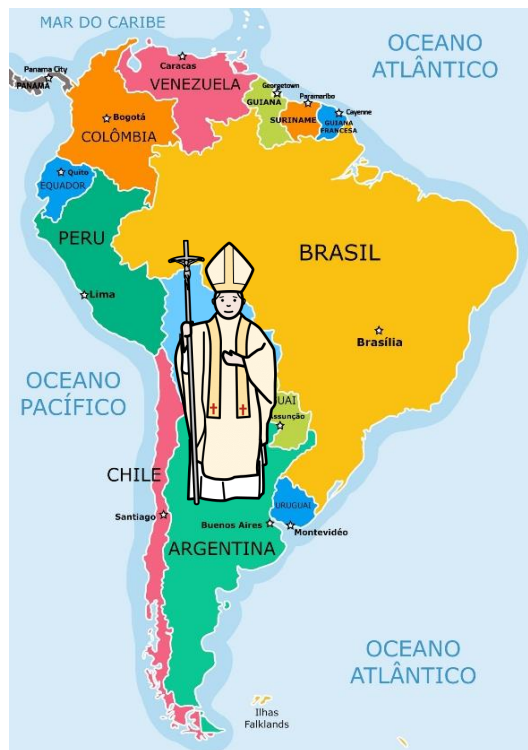 MAR DO CARIBE
OCEANO
ATLÂNTICO
Panama City
PANAMÁ
Caracas
VENEZUELA
Georgetown
GUIANA
Paramaribo
SURINAME
Cayenne
GUIANA
FRANCESA
Bogotá
COLÔMBIA
Quito
EQUADOR
PERU
Lima
BRASIL
Brasília
OCEANO
PACÍFICO
UAI
Assunção
CHILE
Santiago
Buenos Aires
ARGENTINA
URUGUAI
Montevidéo
OCEANO
ATLÂNTICO
Ilhas
Falklands